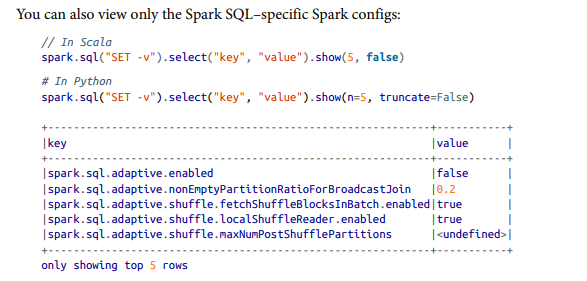 You can also view only the Spark SQL–specific Spark configs:
// In Scala
spark.sql("SET -v").select("key", "value").show(5, false)
# In Python
spark.sql("SET -v").select("key", "value").show(n=5, truncate=False)
+------------------------------------------------------------+-----------+
|key                                                         |value      |
+------------------------------------------------------------+-----------+
|spark.sql.adaptive.enabled                                  |false      |
|spark.sql.adaptive.nonEmptyPartitionRatioForBroadcastJoin   |0.2        |
|spark.sql.adaptive.shuffle.fetchShuffleBlocksInBatch.enabled|true       |
|spark.sql.adaptive.shuffle.localShuffleReader.enabled       |true       |
|spark.sql.adaptive.shuffle.maxNumPostShufflePartitions      |<undefined>|
+------------------------------------------------------------+-----------+
only showing top 5 rows